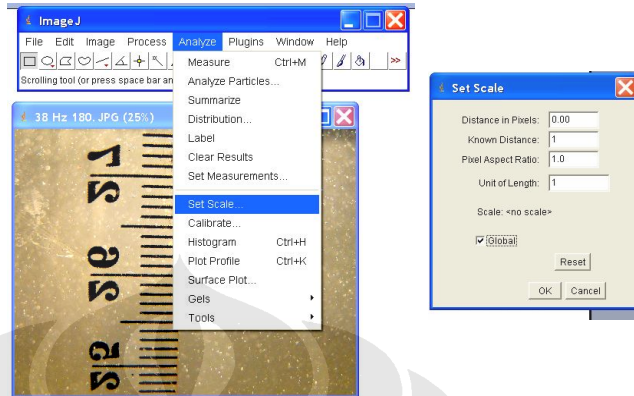 ImageJ
File Edit Image Process Analyze Plugins Window Help
>>
Scrolling tool (or press space bar an
Measure Ctrl+M
Analyze Particles...
Summarize
Distribution...
Label
Clear Results
Set Measurements...
Set Scale...
Calibrate...
Histogram Ctrl+H
Plot Profile Ctrl+K
Surface Plot...
Gels
Tools
38 Hz 180. JPG (25%)
27
26
25
Set Scale
Distance in Pixels: 0.00
Known Distance: 1
Pixel Aspect Ratio: 1.0
Unit of Length: 1
Scale: <no scale>
Global
Reset
OK Cancel